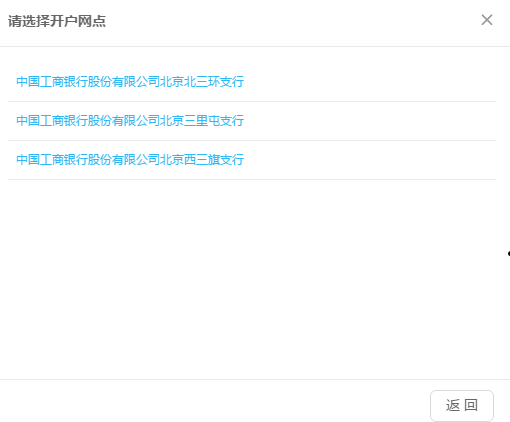 请选择开户网点
中国工商银行股份有限公司北京北三环支行
中国工商银行股份有限公司北京三里屯支行
中国工商银行股份有限公司北京西三旗支行
返 回